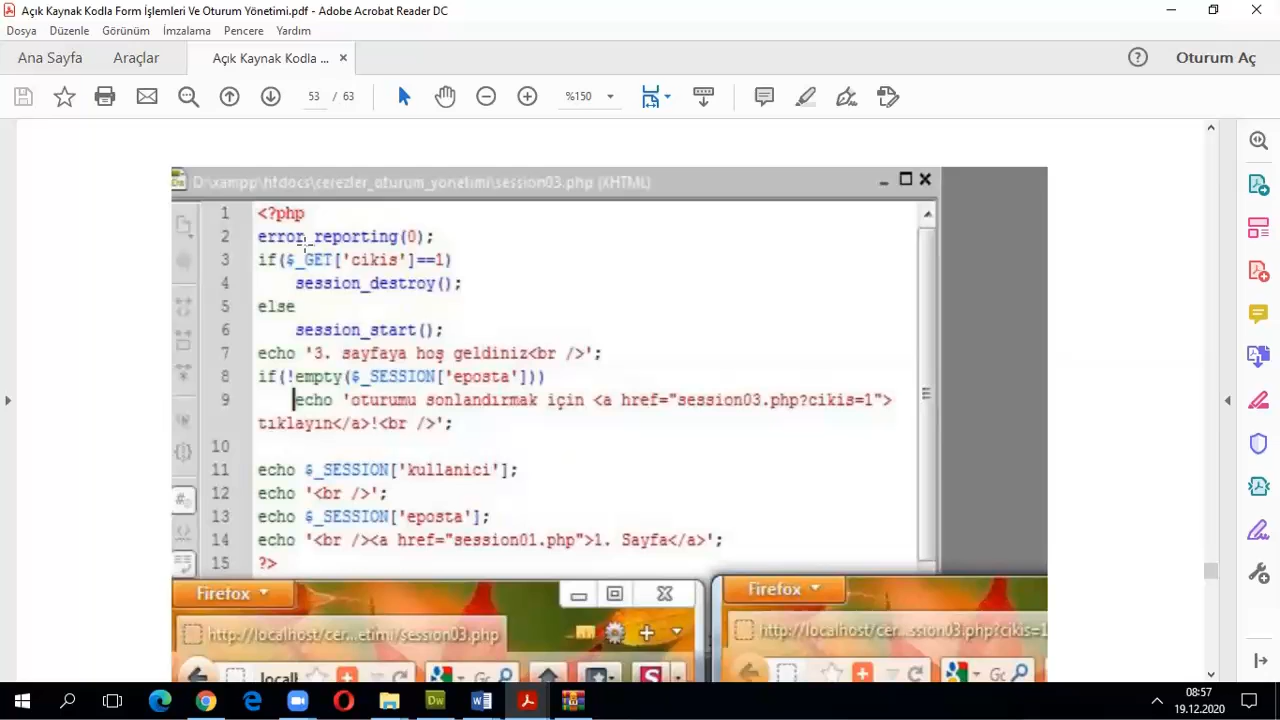 Açık Kaynak Kodla Form İşlemleri Ve Oturum Yönetimi.pdf - Adobe Acrobat Reader DC
Dosya Düzenle Görünüm İmzalama Pencere Yardım
Ana Sayfa Araçlar Açık Kaynak Kodla ... Oturum Aç
53 / 63 %150
D:\xampp\htdocs\cerezler_oturum_yonetimi\session03.php (XHTML)
1 <?php
2 error_reporting(0);
3 if($_GET['cikis']==1)
4 session_destroy();
5 else
6 session_start();
7 echo '3. sayfaya hoş geldiniz<br />';
8 if(!empty($_SESSION['eposta']))
9 echo 'oturumu sonlandırmak için <a href="session03.php?cikis=1">
tıklayın</a>!<br />';
10
11 echo $_SESSION['kullanici'];
12 echo '<br />';
13 echo $_SESSION['eposta'];
14 echo '<br /><a href="session01.php">1. Sayfa</a>';
15 ?>
Firefox Firefox
http://localhost/cer...etimi/session03.php http://localhost/cer...ession03.php?cikis=1
08:57
19.12.2020